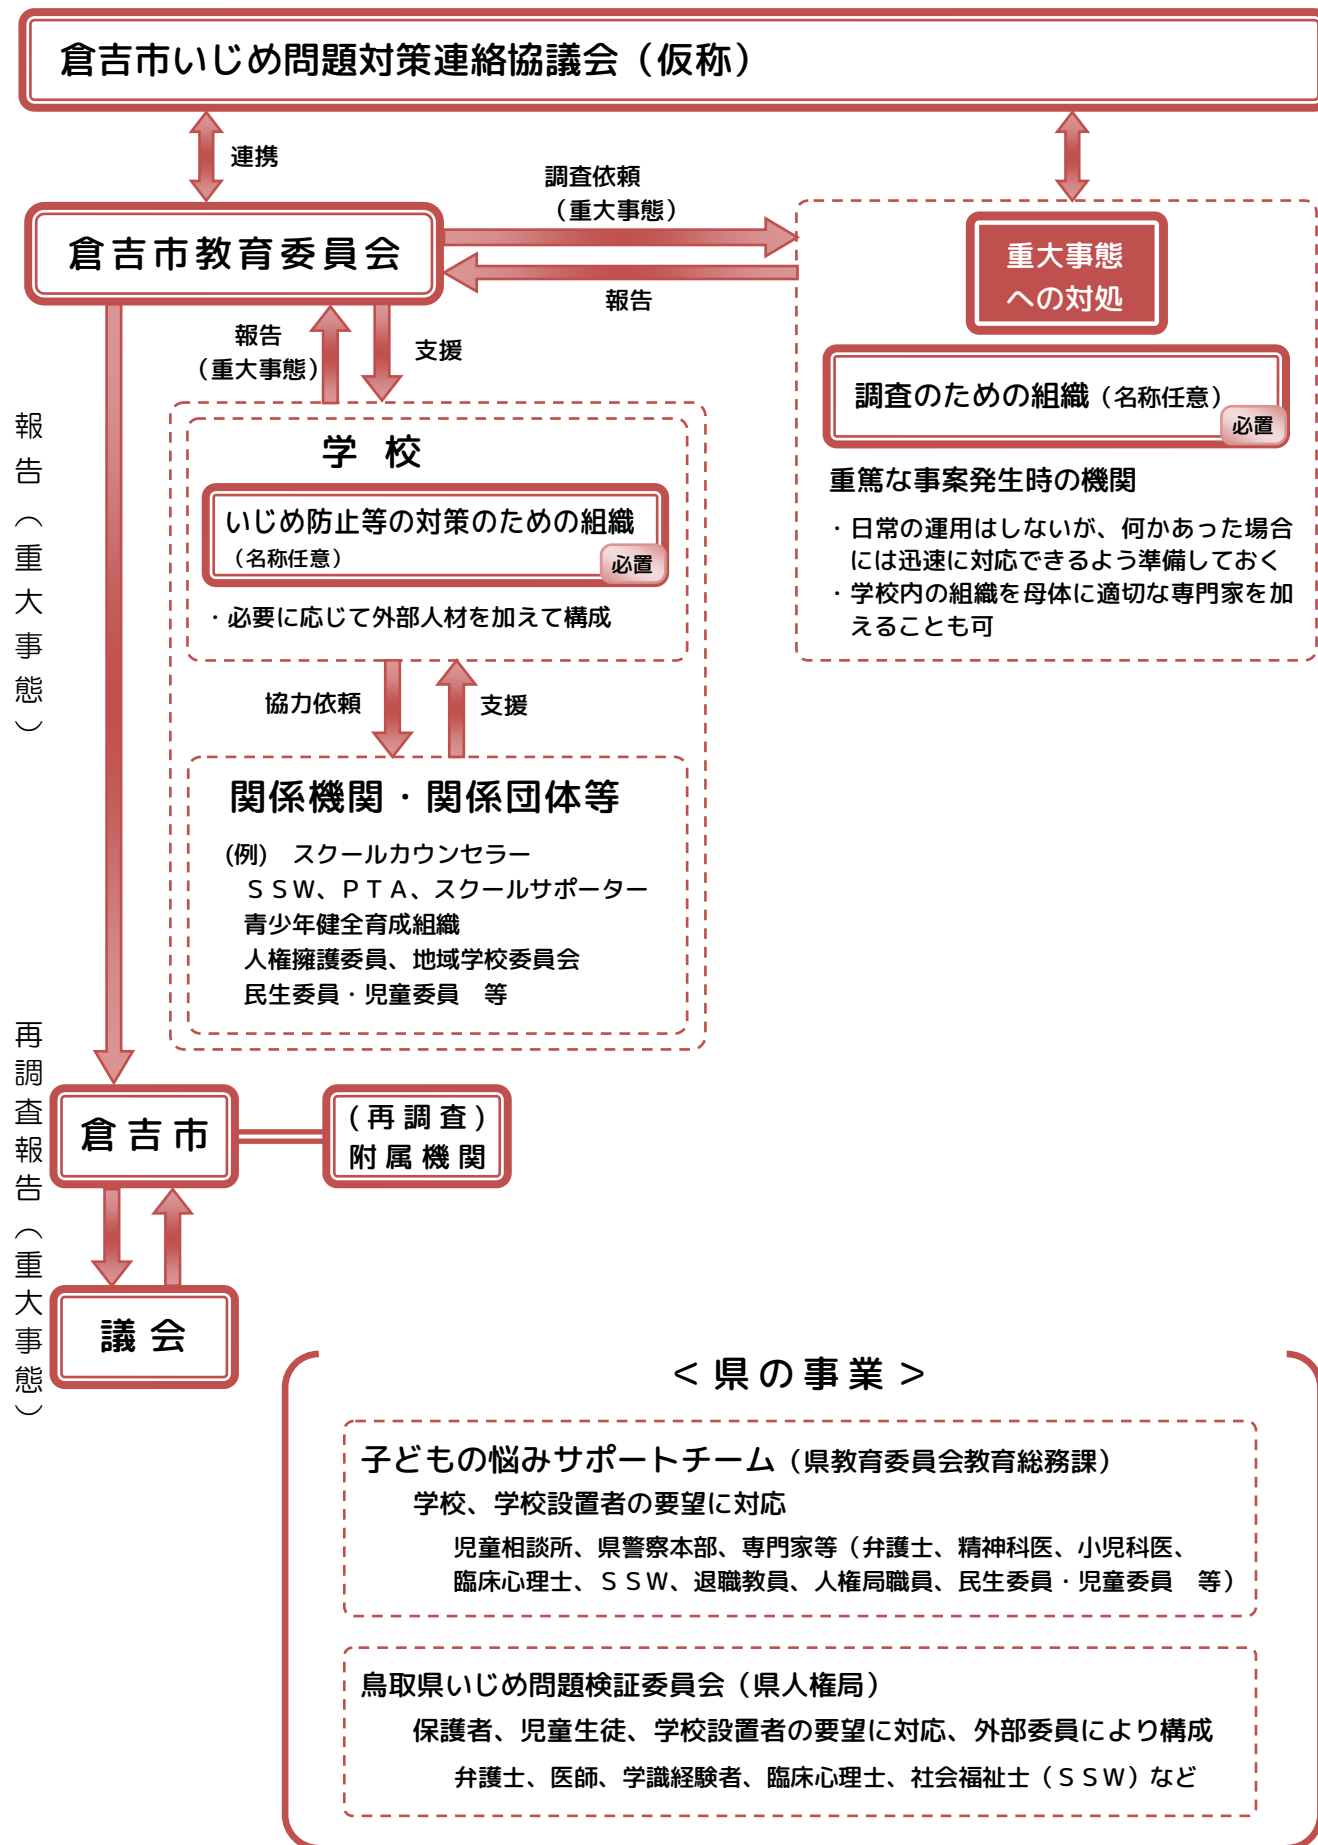 倉吉市いじめ問題対策連絡協議会（仮称）
連携
調査依頼
（重大事態）
倉吉市教育委員会
報告
重大事態
への対処
報告
（重大事態）
支援
調査のための組織（名称任意）
必置
重篤な事案発生時の機関
・日常の運用はしないが、何かあった場合
には迅速に対応できるよう準備しておく
・学校内の組織を母体に適切な専門家を加
えることも可
報告（重大事態）
学校
いじめ防止等の対策のための組織
（名称任意）
必置
・必要に応じて外部人材を加えて構成
協力依頼
支援
関係機関・関係団体等
(例)　スクールカウンセラー
ＳＳＷ、ＰＴＡ、スクールサポーター
青少年健全育成組織
人権擁護委員、地域学校委員会
民生委員・児童委員　等
再調査報告（重大事態）
倉吉市
(再調査)
附属機関
議会
＜県の事業＞
子どもの悩みサポートチーム（県教育委員会教育総務課）
学校、学校設置者の要望に対応
児童相談所、県警察本部、専門家等（弁護士、精神科医、小児科医、
臨床心理士、ＳＳＷ、退職教員、人権局職員、民生委員・児童委員　等）
鳥取県いじめ問題検証委員会（県人権局）
保護者、児童生徒、学校設置者の要望に対応、外部委員により構成
弁護士、医師、学識経験者、臨床心理士、社会福祉士（ＳＳＷ）など